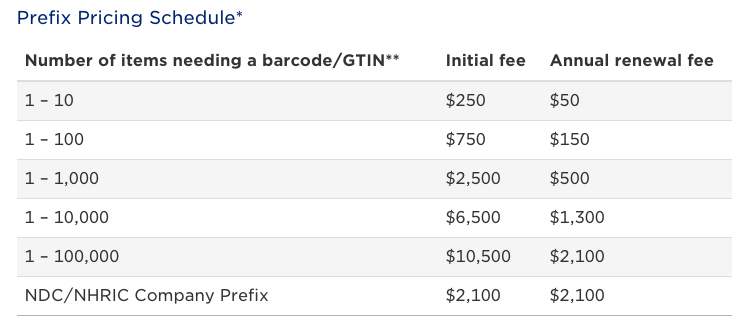 Prefix Pricing Schedule*
Number of items needing a barcode/GTIN** Initial fee Annual renewal fee
1 – 10 $250 $50
1 – 100 $750 $150
1 – 1,000 $2,500 $500
1 – 10,000 $6,500 $1,300
1 – 100,000 $10,500 $2,100
NDC/NHRIC Company Prefix $2,100 $2,100